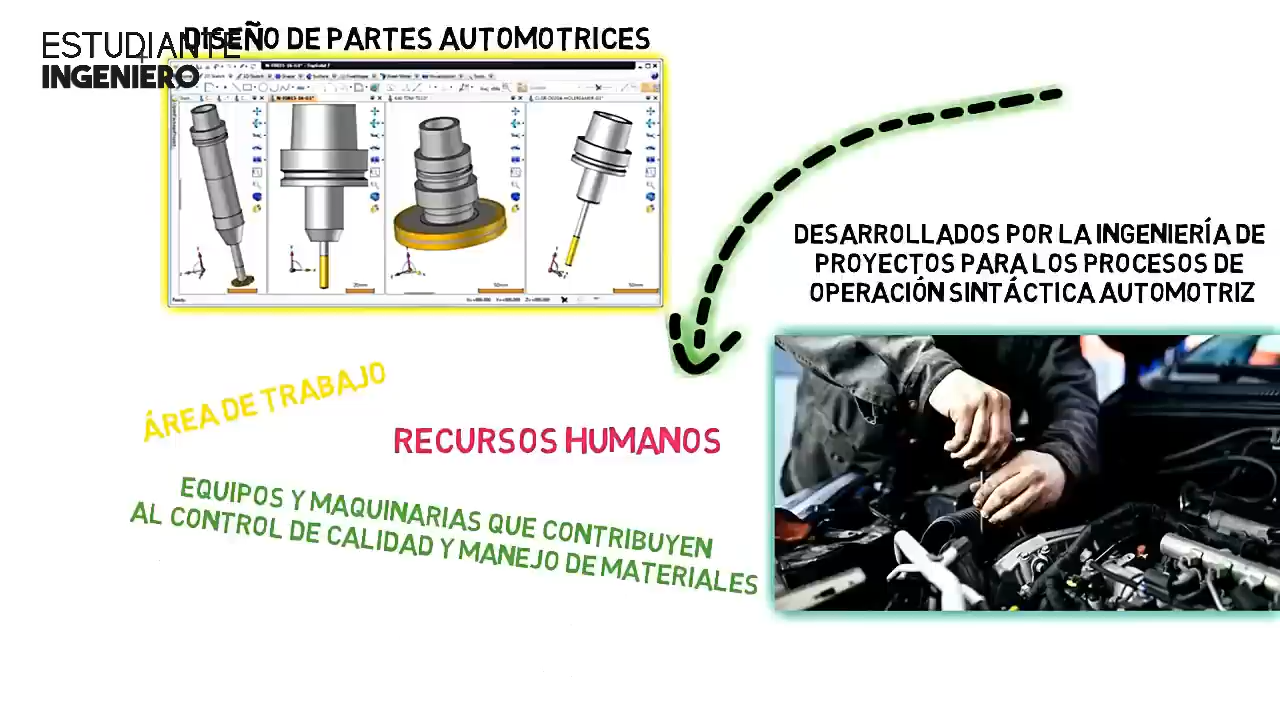 ESTUDIANTE
INGENIERO
DISEÑO DE PARTES AUTOMOTRICES
DESARROLLADOS POR LA INGENIERÍA DE
PROYECTOS PARA LOS PROCESOS DE
OPERACIÓN SINTÁCTICA AUTOMOTRIZ
ÁREA DE TRABAJO
RECURSOS HUMANOS
EQUIPOS Y MAQUINARIAS QUE CONTRIBUYEN
AL CONTROL DE CALIDAD Y MANEJO DE MATERIALES